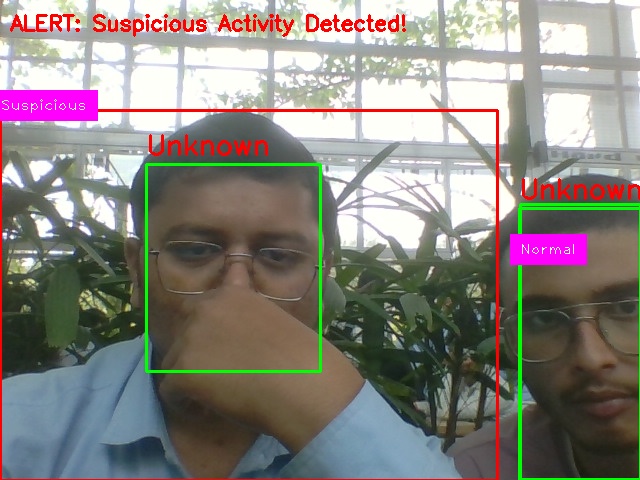 ALERT: Suspicious Activity Detected!
Suspicious
Unknown
Unknown
Normal